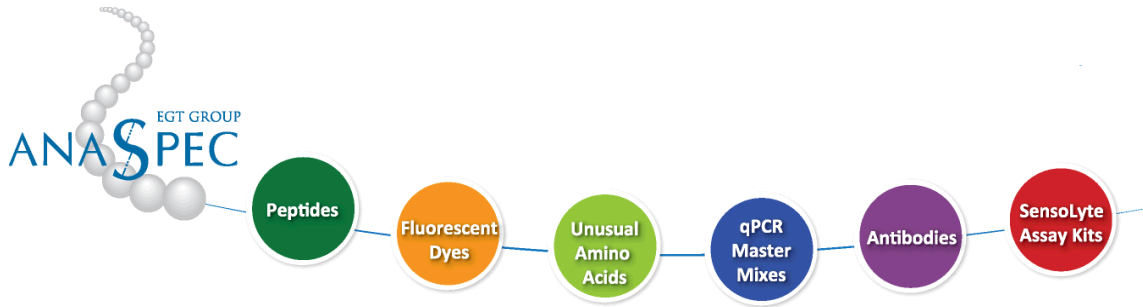 EGT GROUP
ANASPEC
Peptides
Fluorescent
Dyes
Unusual
Amino
Acids
qPCR
Master
Mixes
Antibodies
SensoLyte
Assay Kits